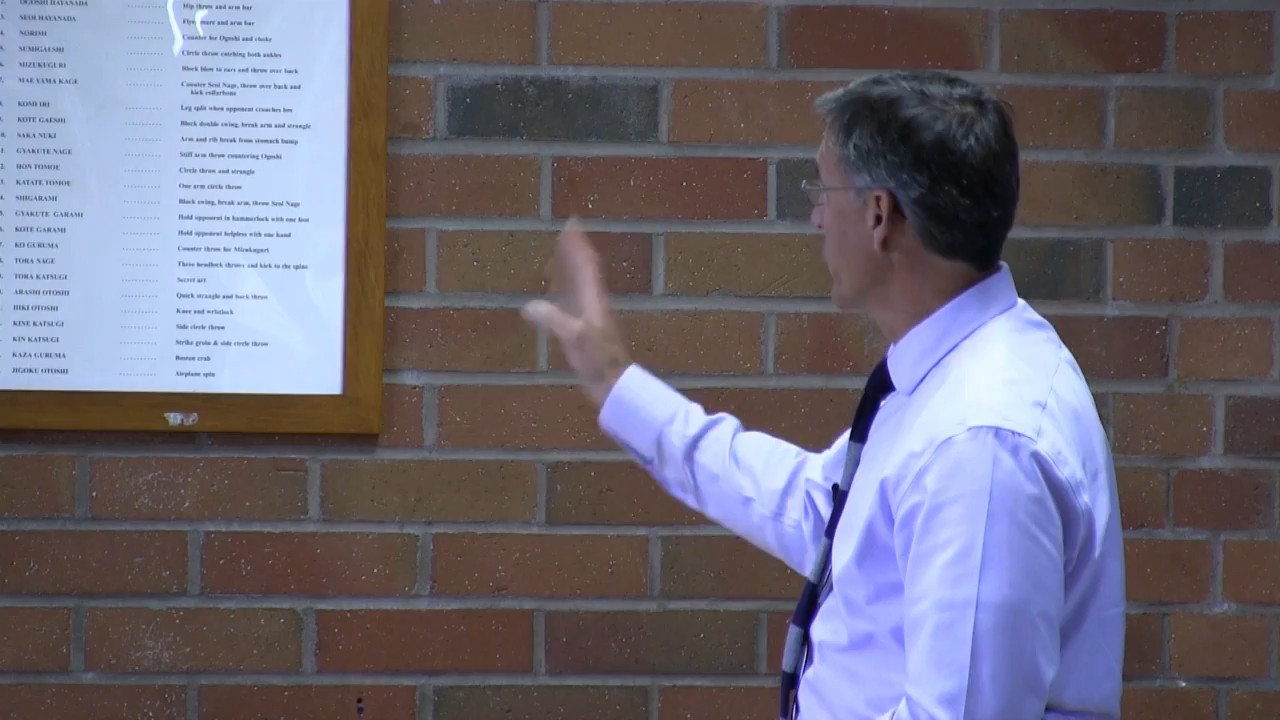 OGOSHI HAYANADA .......... Hip throw and arm bar
SEOI HAYANADA .......... Flying mare and arm bar
NORIMI .......... Counter for Ogoshi and choke
SUMIGAESHI .......... Circle throw catching both ankles
MIZUKUGURI .......... Block blow to ears and throw over back
MAE YAMA KAGE .......... Counter Seoi Nage, throw over back and
kick collarbone
KOMI IRI .......... Leg split when opponent crouches low
KOTE GAESHI .......... Block double swing, break arm and strangle
SAKA NUKI .......... Arm and rib break from stomach bump
GYAKUTE NAGE .......... Stiff arm throw countering Ogoshi
HON TOMOE .......... Circle throw and strangle
KATATE TOMOE .......... One arm circle throw
SHIGARAMI .......... Block swing, break arm, throw Seoi Nage
GYAKUTE GARAMI .......... Hold opponent in hammerlock with one foot
KOTE GARAMI .......... Hold opponent helpless with one hand
KO GURUMA .......... Counter throw for Mizukuguri
TORA NAGE .......... Three headlock throws and kick to the spine
TORA KATSUGI .......... Secret art
ARASHI OTOSHI .......... Quick strangle and back throw
HIKI OTOSHI .......... Knee and wristlock
KINE KATSUGI .......... Side circle throw
KIN KATSUGI .......... Strike groin & side circle throw
KAZA GURUMA .......... Boston crab
JIGOKU OTOSHI .......... Airplane spin